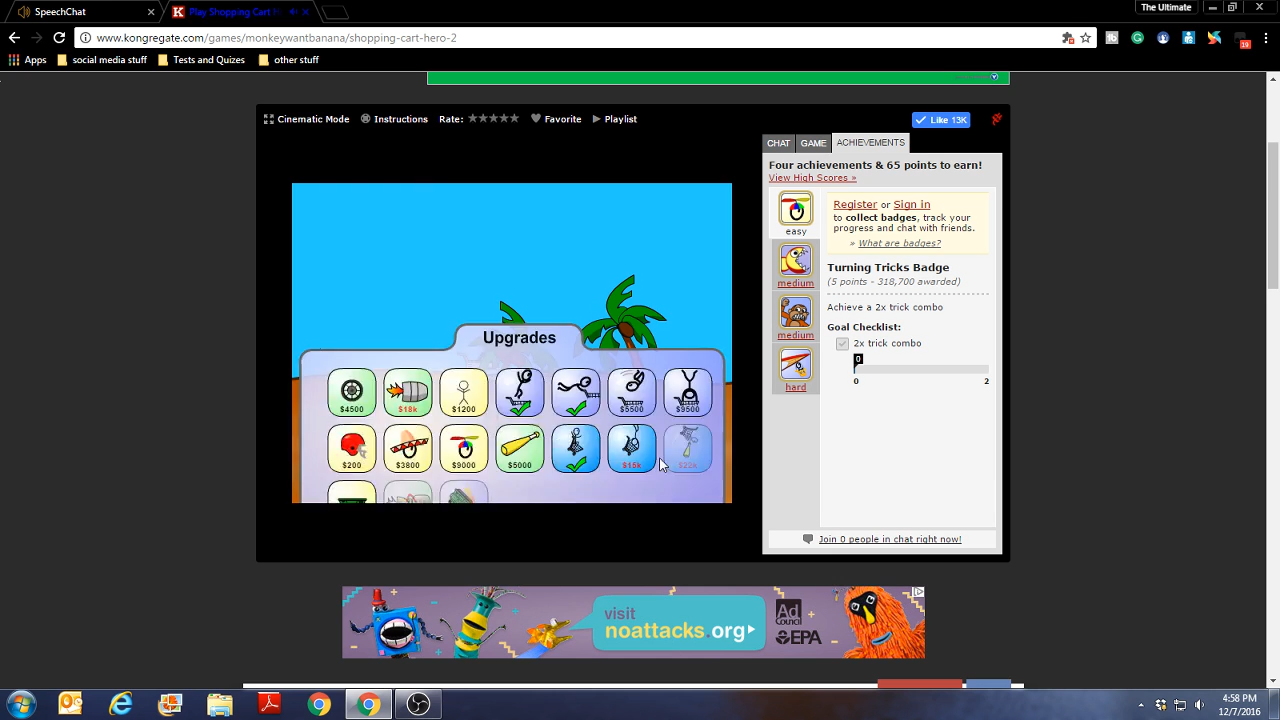 SpeechChat
Play Shopping Cart H
The Ultimate
www.kongregate.com/games/monkeywantbanana/shopping-cart-hero-2
19
Apps
social media stuff
Tests and Quizes
other stuff
Cinematic Mode
Instructions
Rate:
Favorite
Playlist
Like 13K
CHAT
GAME
ACHIEVEMENTS
Four achievements & 65 points to earn!
View High Scores »
easy
medium
medium
hard
Register or Sign in
to collect badges, track your
progress and chat with friends.
» What are badges?
Turning Tricks Badge
(5 points - 318,700 awarded)
Achieve a 2x trick combo
Goal Checklist:
2x trick combo
0
0
2
Join 0 people in chat right now!
Upgrades
$4500
$18k
$1200
$5500
$9500
$200
$3800
$9000
$5000
$15k
visit
noattacks.org
Ad
Council
EPA
4:58 PM
12/7/2016